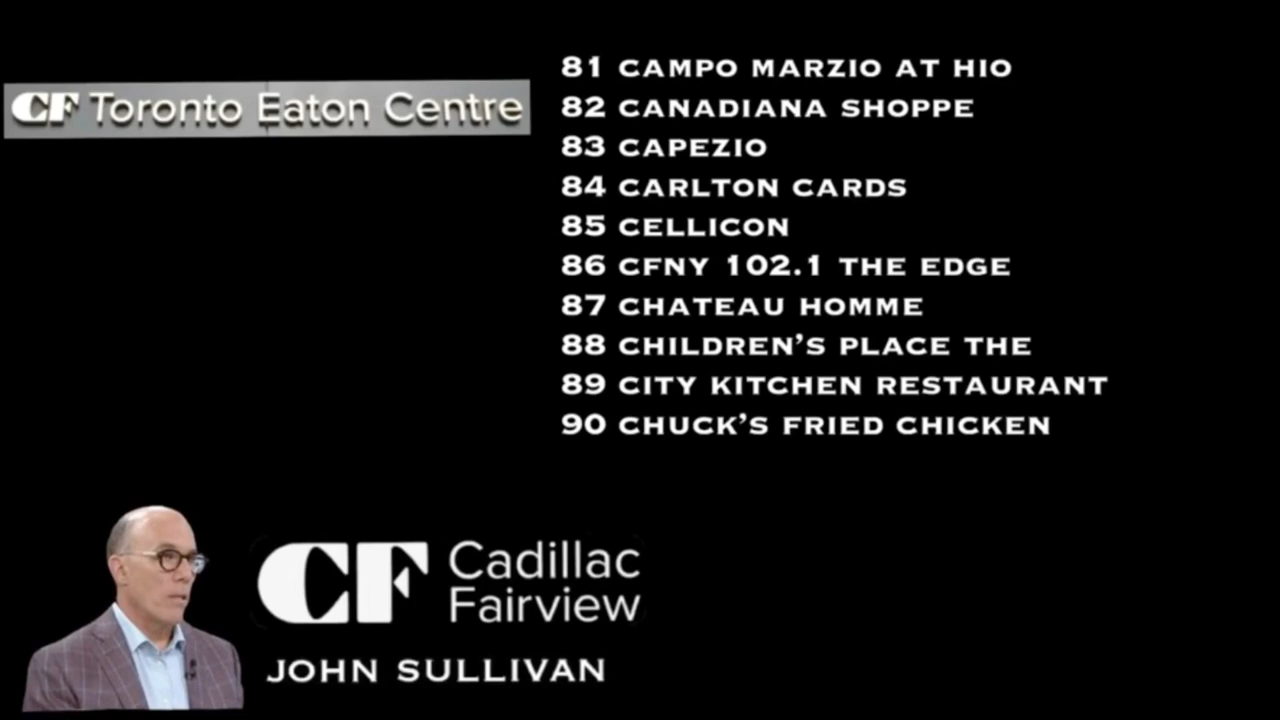 CF Toronto Eaton Centre
81 CAMPO MARZIO AT HIO
82 CANADIANA SHOPPE
83 CAPEZIO
84 CARLTON CARDS
85 CELLICON
86 CFNY 102.1 THE EDGE
87 CHATEAU HOMME
88 CHILDREN'S PLACE THE
89 CITY KITCHEN RESTAURANT
90 CHUCK'S FRIED CHICKEN
CF Cadillac
Fairview
JOHN SULLIVAN